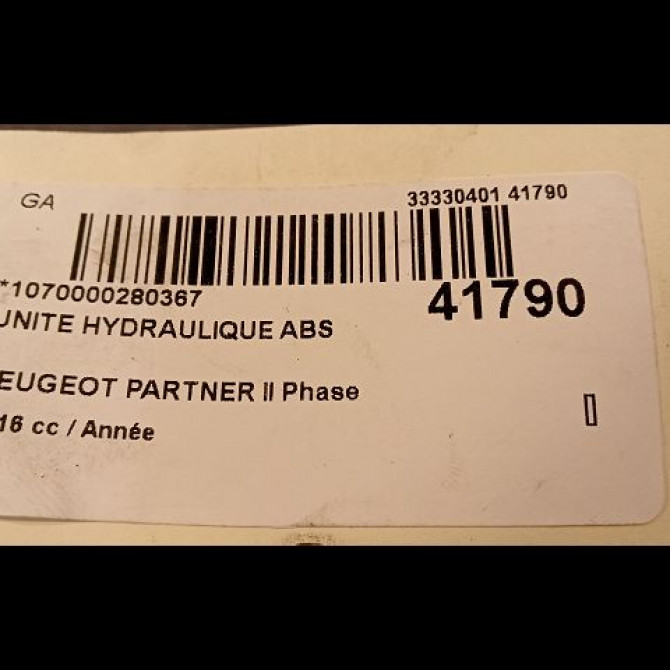 GA
33330401 41790
*1070000280367
41790
UNITE HYDRAULIQUE ABS
EUGEOT PARTNER II Phase
16 cc / Année